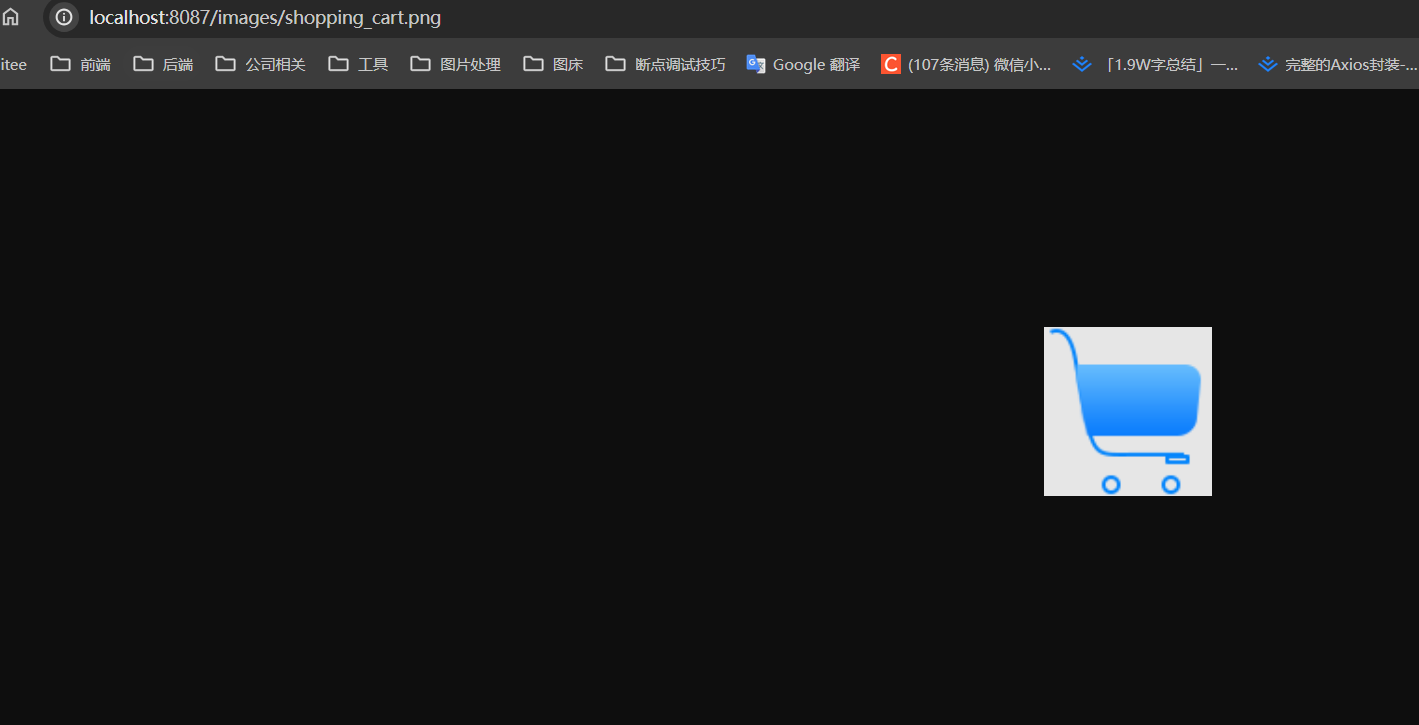 localhost:8087/images/shopping_cart.png
itee 前端 后端 公司相关 工具 图片处理 图床 断点调试技巧 Google 翻译 C (107条消息) 微信小... 「1.9W字总结」一... 完整的Axios封装-...